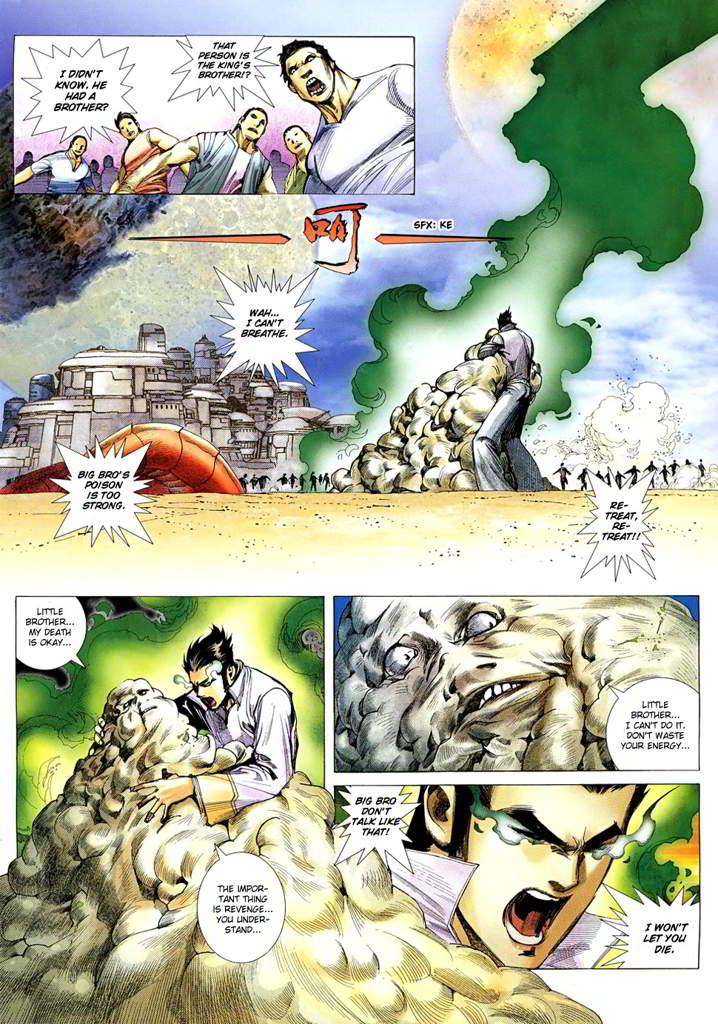 THAT
PERSON IS
THE KING'S
BROTHER!?
I DIDN'T
KNOW. HE
HAD A
BROTHER?
呵
SFX: KE
WAH...
I CAN'T
BREATHE.
BIG BRO'S
POISON
IS TOO
STRONG.
RE-
TREAT,
RE-
TREAT!!
LITTLE
BROTHER...
MY DEATH
IS OKAY...
THE IMPOR-
TANT THING
IS REVENGE...
YOU UNDER-
STAND...
LITTLE
BROTHER...
I CAN'T DO IT.
DON'T WASTE
YOUR ENERGY...
BIG BRO
DON'T
TALK LIKE
THAT!
I WON'T
LET YOU
DIE.